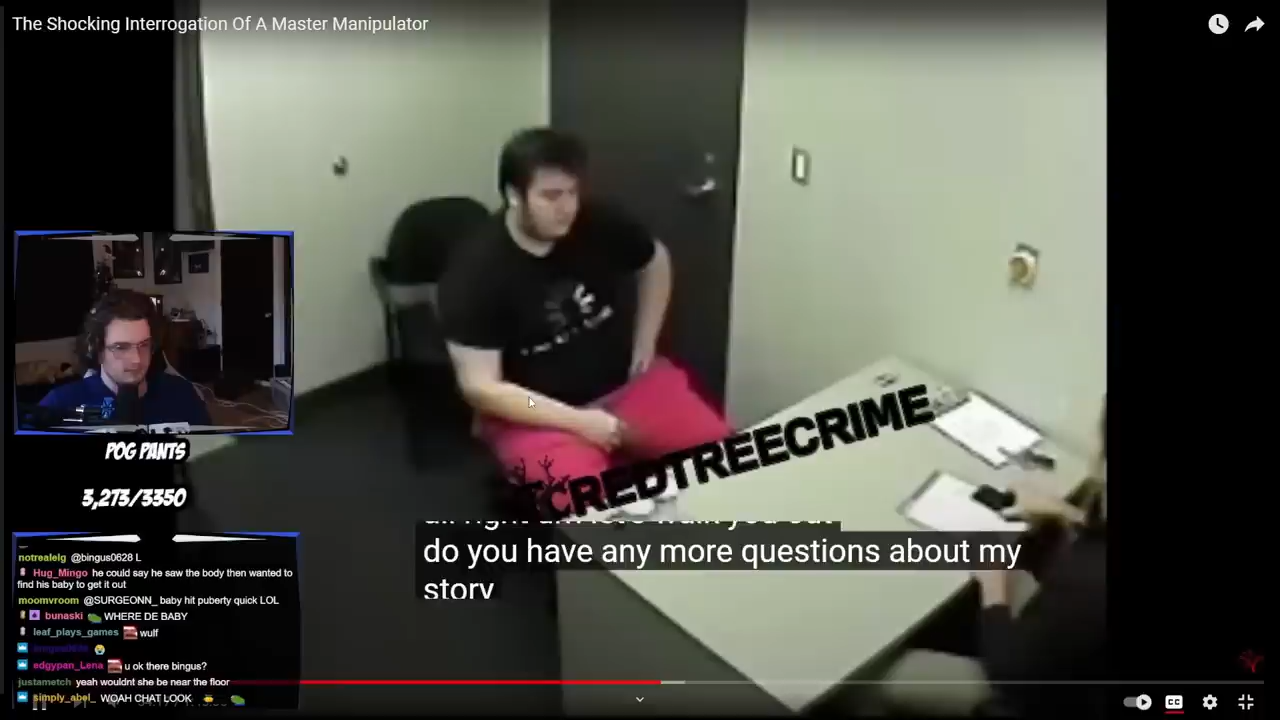 The Shocking Interrogation Of A Master Manipulator
CREDTREECRIME
do you have any more questions about my
story
POG PANTS
3,273/3350
notrealelg @bingus0628 L
Hug_Mingo he could say he saw the body then wanted to
find his baby to get it out
moomvroom @SURGEONN_ baby hit puberty quick LOL
bunaski WHERE DE BABY
leaf_plays_games wulf
edgypan_Lena u ok there bingus?
justametch yeah wouldnt she be near the floor
simply_abel_ WOAH CHAT LOOK
CC